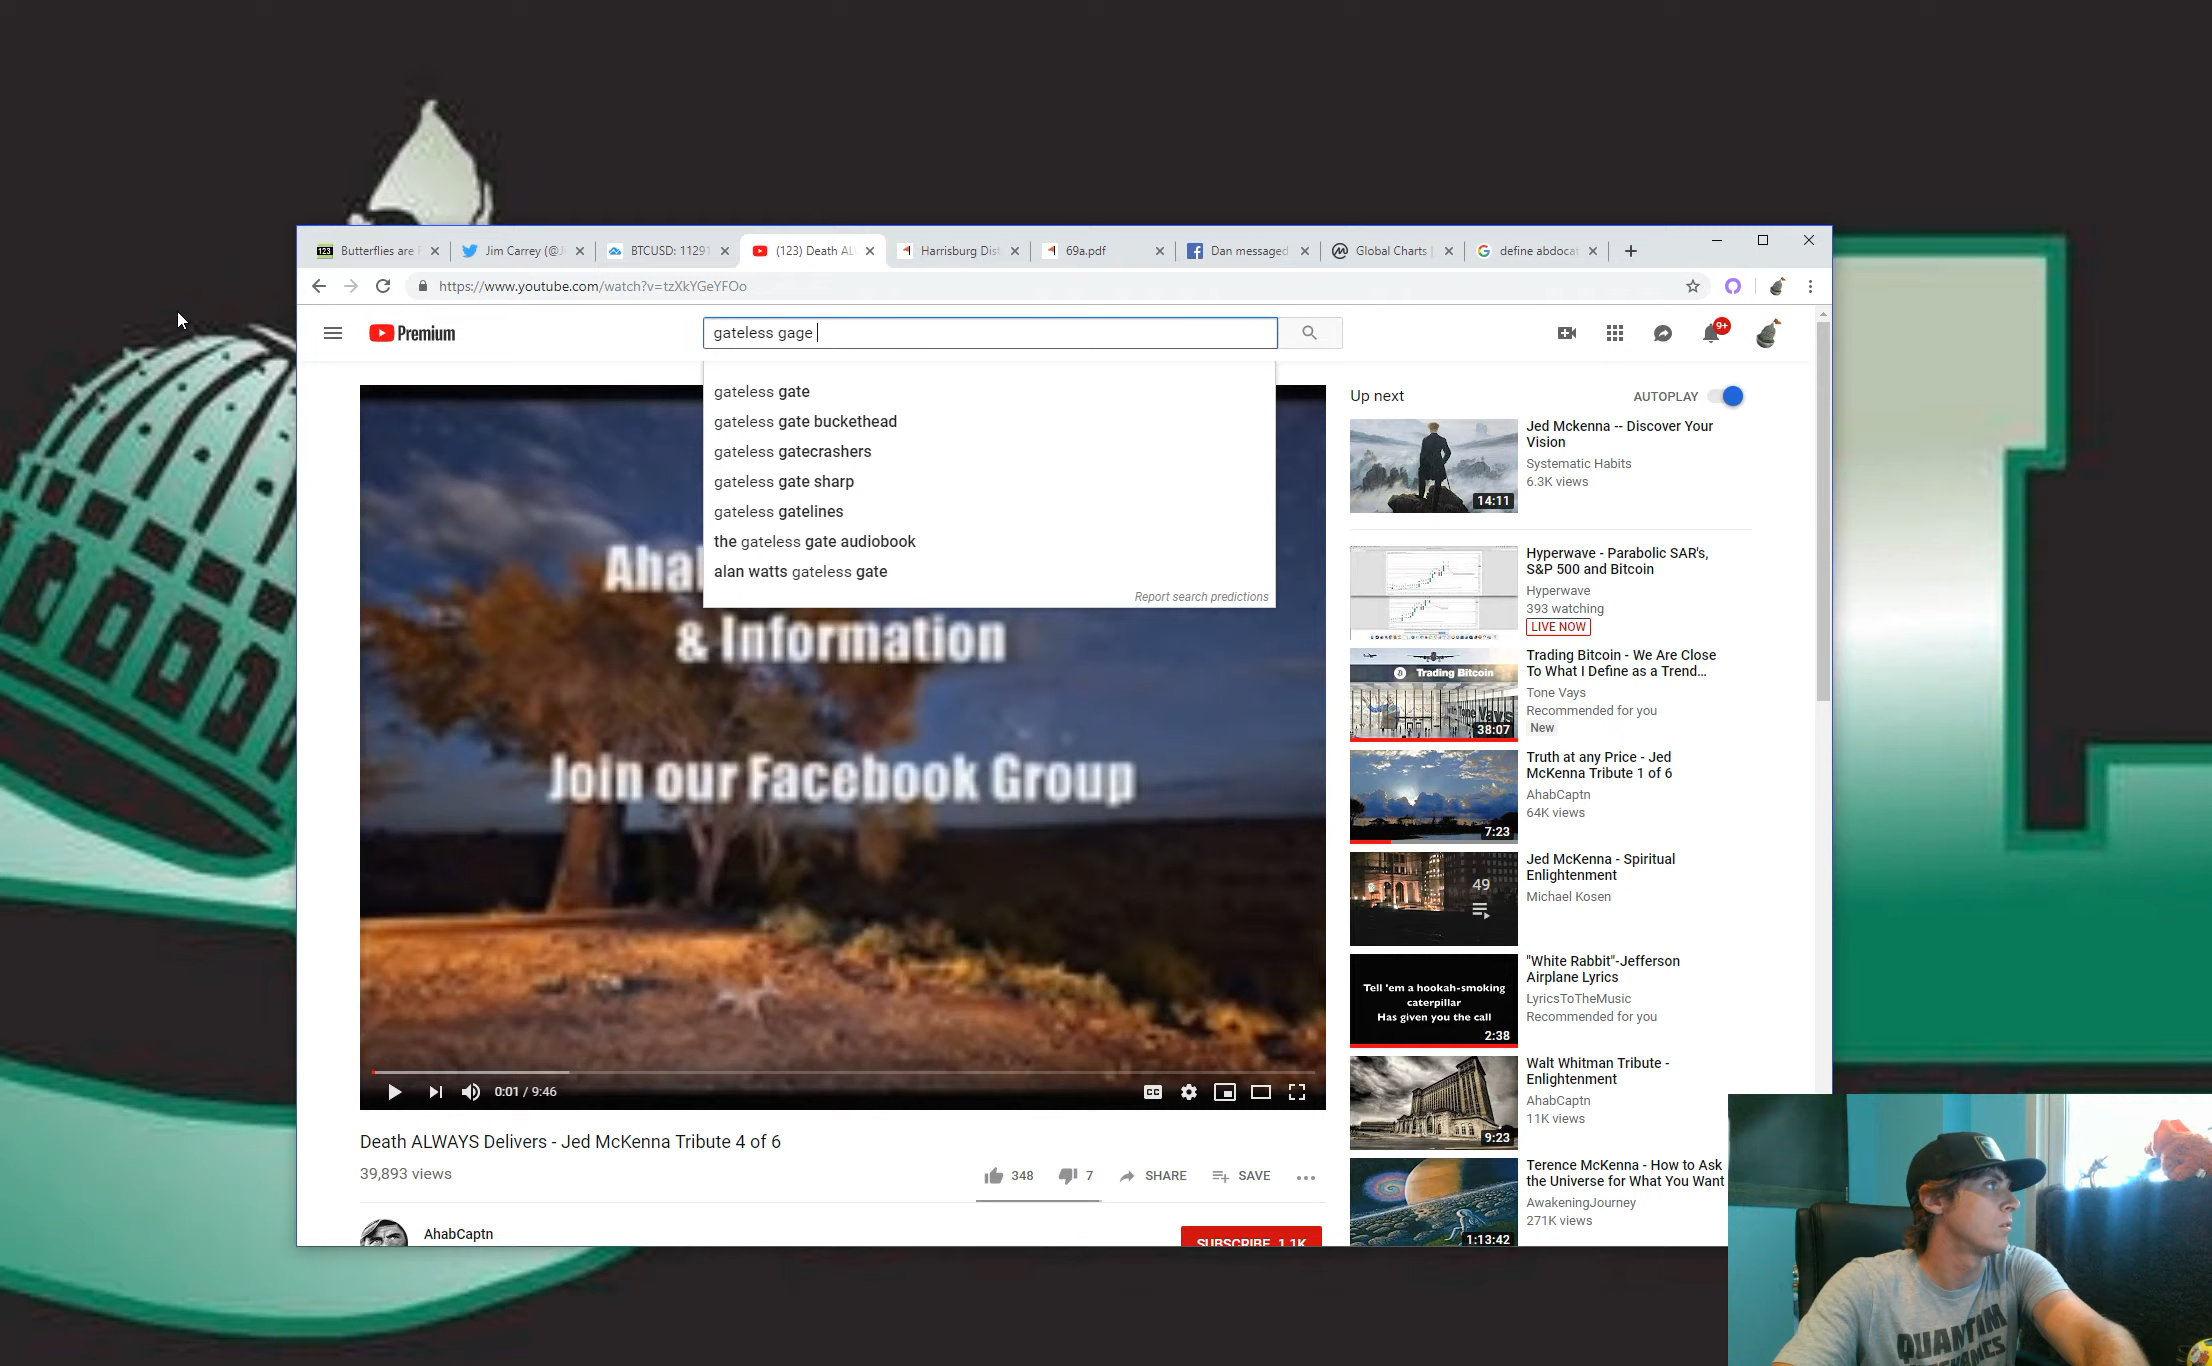 Butterflies are
Jim Carrey (@J
BTCUSD: 11291
(123) Death AL
Harrisburg Dist
69a.pdf
Dan messaged
Global Charts |
define abdocat
https://www.youtube.com/watch?v=tzXkYGeYFOo
Premium
gateless gage
9+
gateless gate
gateless gate buckethead
gateless gatecrashers
gateless gate sharp
gateless gatelines
the gateless gate audiobook
alan watts gateless gate
Report search predictions
& Information
Join our Facebook Group
0:01 / 9:46
CC
Death ALWAYS Delivers - Jed McKenna Tribute 4 of 6
39,893 views
348
7
SHARE
SAVE
AhabCaptn
SUBSCRIBE 1.1K
Up next
AUTOPLAY
14:11
Jed Mckenna -- Discover Your
Vision
Systematic Habits
6.3K views
Hyperwave - Parabolic SAR's,
S&P 500 and Bitcoin
Hyperwave
393 watching
LIVE NOW
Trading Bitcoin
Tone Vays
38:07
Trading Bitcoin - We Are Close
To What I Define as a Trend...
Tone Vays
Recommended for you
New
7:23
Truth at any Price - Jed
McKenna Tribute 1 of 6
AhabCaptn
64K views
49
Jed McKenna - Spiritual
Enlightenment
Michael Kosen
Tell 'em a hookah-smoking
caterpillar
Has given you the call
2:38
"White Rabbit"-Jefferson
Airplane Lyrics
LyricsToTheMusic
Recommended for you
9:23
Walt Whitman Tribute -
Enlightenment
AhabCaptn
11K views
1:13:42
Terence McKenna - How to Ask
the Universe for What You Want
AwakeningJourney
271K views
QUANTUM